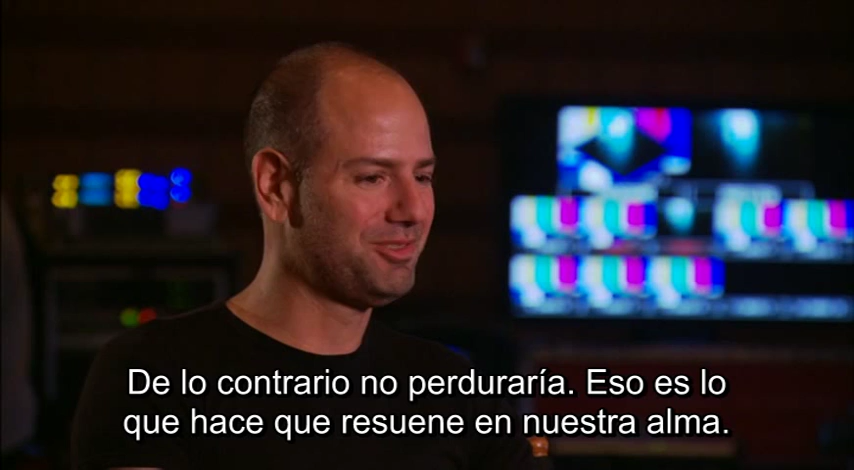 De lo contrario no perduraría. Eso es lo
que hace que resuene en nuestra alma.